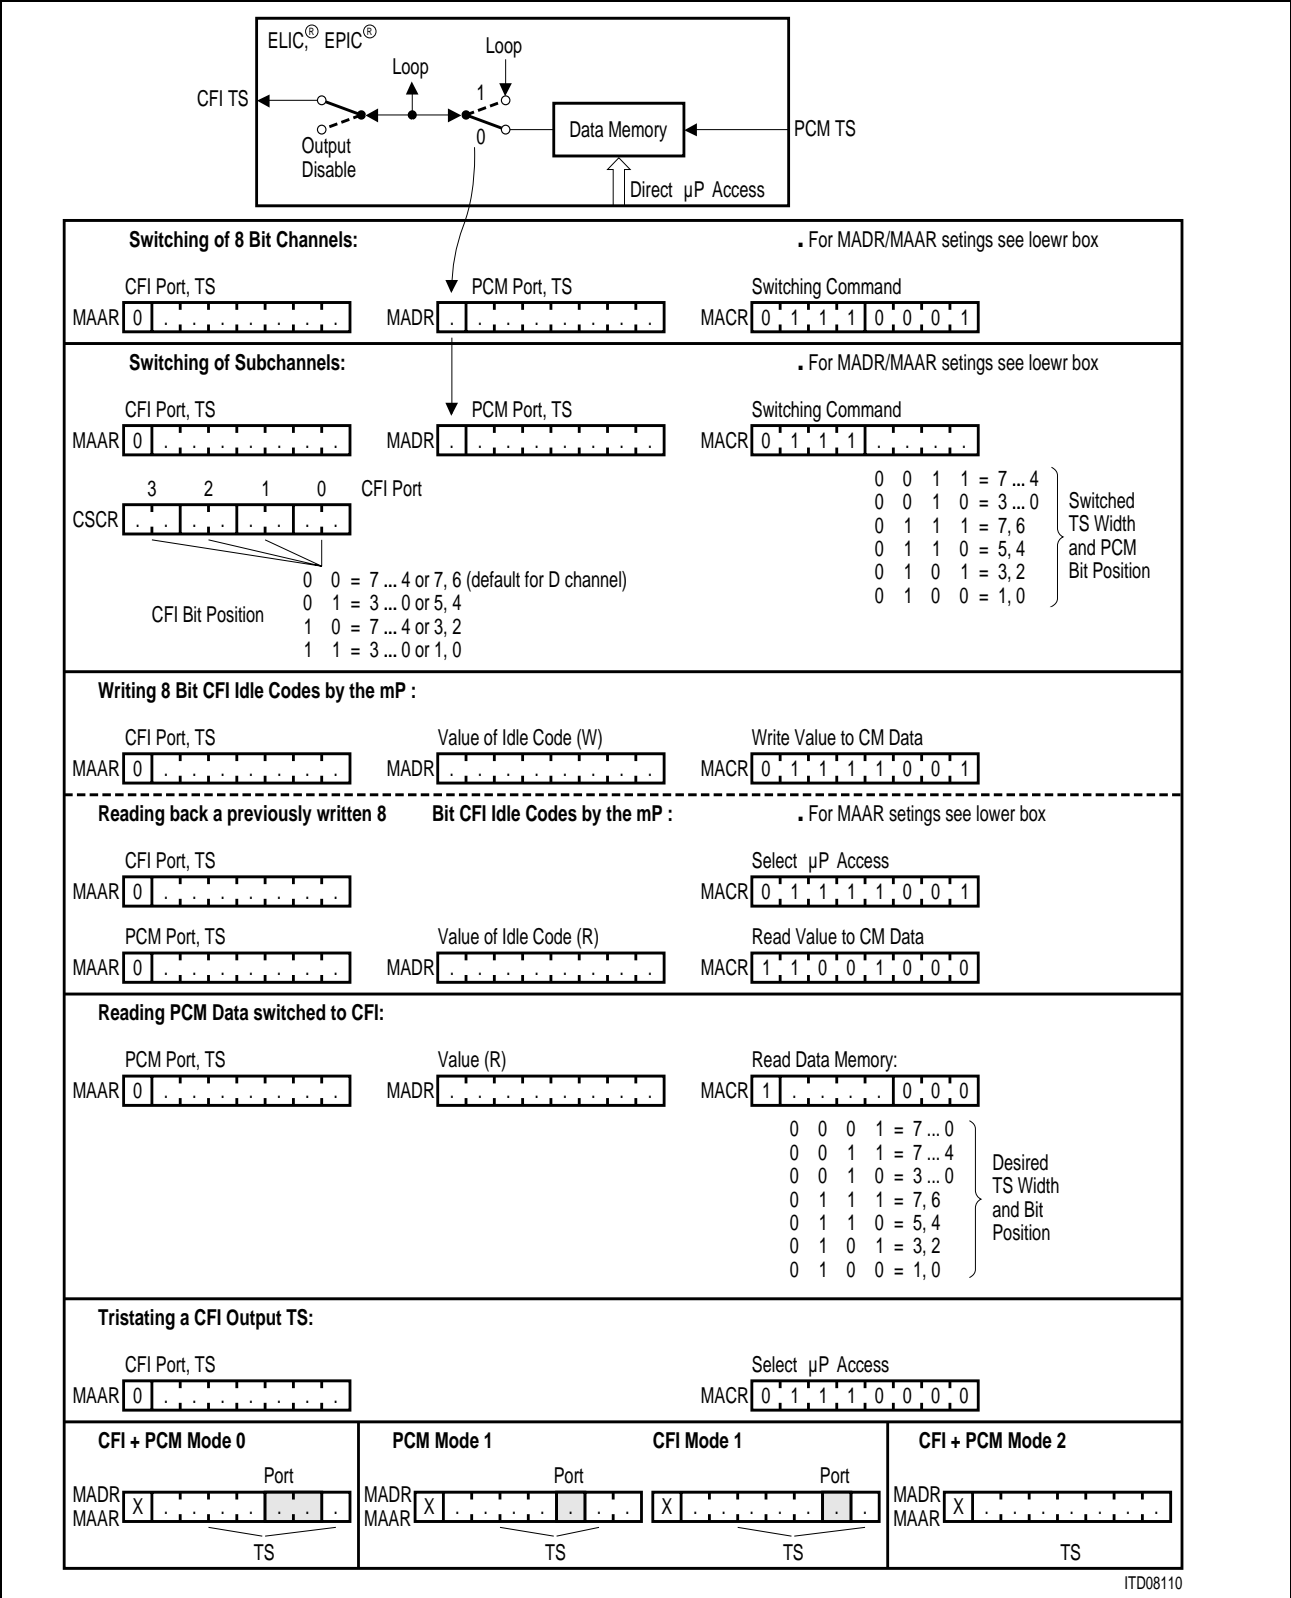 ELIC,® EPIC®
Loop
Loop
1
CFI TS
0
Data Memory
PCM TS
Output
Disable
Direct µP Access
Switching of 8 Bit Channels:
. For MADR/MAAR setings see loewr box
CFI Port, TS
PCM Port, TS
Switching Command
MAAR 0 . . . . . . .
MADR . . . . . . . .
MACR 0 1 1 1 0 0 0 1
Switching of Subchannels:
. For MADR/MAAR setings see loewr box
CFI Port, TS
PCM Port, TS
Switching Command
MAAR 0 . . . . . . .
MADR . . . . . . . .
MACR 0 1 1 1 . . . .
3 2 1 0 CFI Port
CSCR . . . . . . . .
0 0 1 1 = 7 ... 4
0 0 1 0 = 3 ... 0
0 1 1 1 = 7, 6
0 1 1 0 = 5, 4
0 1 0 1 = 3, 2
0 1 0 0 = 1, 0
Switched
TS Width
and PCM
Bit Position
CFI Bit Position
0 0 = 7 ... 4 or 7, 6 (default for D channel)
0 1 = 3 ... 0 or 5, 4
1 0 = 7 ... 4 or 3, 2
1 1 = 3 ... 0 or 1, 0
Writing 8 Bit CFI Idle Codes by the mP :
CFI Port, TS
Value of Idle Code (W)
Write Value to CM Data
MAAR 0 . . . . . . .
MADR . . . . . . . .
MACR 0 1 1 1 1 0 0 1
Reading back a previously written 8 Bit CFI Idle Codes by the mP :
. For MAAR setings see lower box
CFI Port, TS
Select µP Access
MAAR 0 . . . . . . .
MACR 0 1 1 1 1 0 0 1
PCM Port, TS
Value of Idle Code (R)
Read Value to CM Data
MAAR 0 . . . . . . .
MADR . . . . . . . .
MACR 1 1 0 0 1 0 0 0
Reading PCM Data switched to CFI:
PCM Port, TS
Value (R)
Read Data Memory:
MAAR 0 . . . . . . .
MADR . . . . . . . .
MACR 1 . . . . 0 0 0
0 0 0 1 = 7 ... 0
0 0 1 1 = 7 ... 4
0 0 1 0 = 3 ... 0
0 1 1 1 = 7, 6
0 1 1 0 = 5, 4
0 1 0 1 = 3, 2
0 1 0 0 = 1, 0
Desired
TS Width
and Bit
Position
Tristating a CFI Output TS:
CFI Port, TS
Select µP Access
MAAR 0 . . . . . . .
MACR 0 1 1 1 0 0 0 0
CFI + PCM Mode 0
Port
MADR
MAAR
X . . . . . . .
TS
PCM Mode 1
Port
MADR
MAAR
X . . . . . . .
TS
CFI Mode 1
Port
X . . . . . . .
TS
CFI + PCM Mode 2
MADR
MAAR
X . . . . . . .
TS
ITD08110